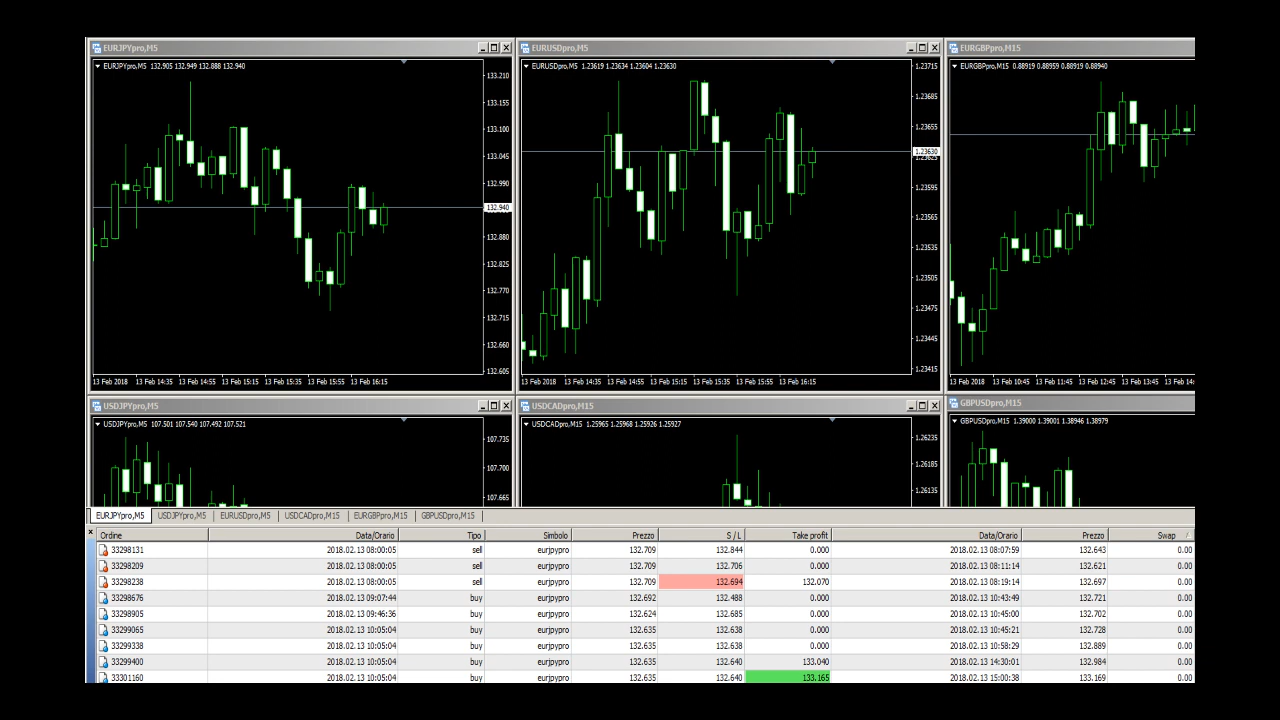 EURJPYpro,M5
EURJPYpro,M5 132.905 132.949 132.888 132.940
133.210
133.155
133.100
133.045
132.990
132.940
132.880
132.825
132.770
132.715
132.660
132.605
13 Feb 2018 13 Feb 14:35 13 Feb 14:55 13 Feb 15:15 13 Feb 15:35 13 Feb 15:55 13 Feb 16:15
EURUSDpro,M5
EURUSDpro,M5 1.23619 1.23634 1.23604 1.23630
1.23715
1.23685
1.23655
1.23630
1.23625
1.23595
1.23565
1.23535
1.23505
1.23475
1.23445
1.23415
13 Feb 2018 13 Feb 14:35 13 Feb 14:55 13 Feb 15:15 13 Feb 15:35 13 Feb 15:55 13 Feb 16:15
EURGBPpro,M15
EURGBPpro,M15 0.88919 0.88959 0.88919 0.88940
13 Feb 2018 13 Feb 10:45 13 Feb 11:45 13 Feb 12:45 13 Feb 13:45 13 Feb 14:
USDJPYpro,M5
USDJPYpro,M5 107.501 107.540 107.492 107.521
107.735
107.700
107.665
USDCADpro,M15
USDCADpro,M15 1.25965 1.25968 1.25926 1.25927
1.26235
1.26185
1.26135
GBPUSDpro,M15
GBPUSDpro,M15 1.39000 1.39001 1.38946 1.38979
EURJPYpro,M5 USDJPYpro,M5 EURUSDpro,M5 USDCADpro,M15 EURGBPpro,M15 GBPUSDpro,M15
Ordine Data/Orario Tipo Simbolo Prezzo S / L Take profit Data/Orario Prezzo Swap
33298131 2018.02.13 08:00:05 sell eurjpypro 132.709 132.844 0.000 2018.02.13 08:07:59 132.643 0.00
33298209 2018.02.13 08:00:05 sell eurjpypro 132.709 132.706 0.000 2018.02.13 08:11:14 132.621 0.00
33298238 2018.02.13 08:00:05 sell eurjpypro 132.709 132.694 132.070 2018.02.13 08:19:14 132.697 0.00
33298676 2018.02.13 09:07:44 buy eurjpypro 132.692 132.488 0.000 2018.02.13 10:43:49 132.721 0.00
33298905 2018.02.13 09:46:36 buy eurjpypro 132.624 132.685 0.000 2018.02.13 10:45:00 132.702 0.00
33299065 2018.02.13 10:05:04 buy eurjpypro 132.635 132.638 0.000 2018.02.13 10:45:21 132.728 0.00
33299338 2018.02.13 10:05:04 buy eurjpypro 132.635 132.638 0.000 2018.02.13 10:58:29 132.889 0.00
33299400 2018.02.13 10:05:04 buy eurjpypro 132.635 132.640 133.040 2018.02.13 14:30:01 132.984 0.00
33301160 2018.02.13 10:05:04 buy eurjpypro 132.635 132.640 133.165 2018.02.13 15:00:38 133.169 0.00